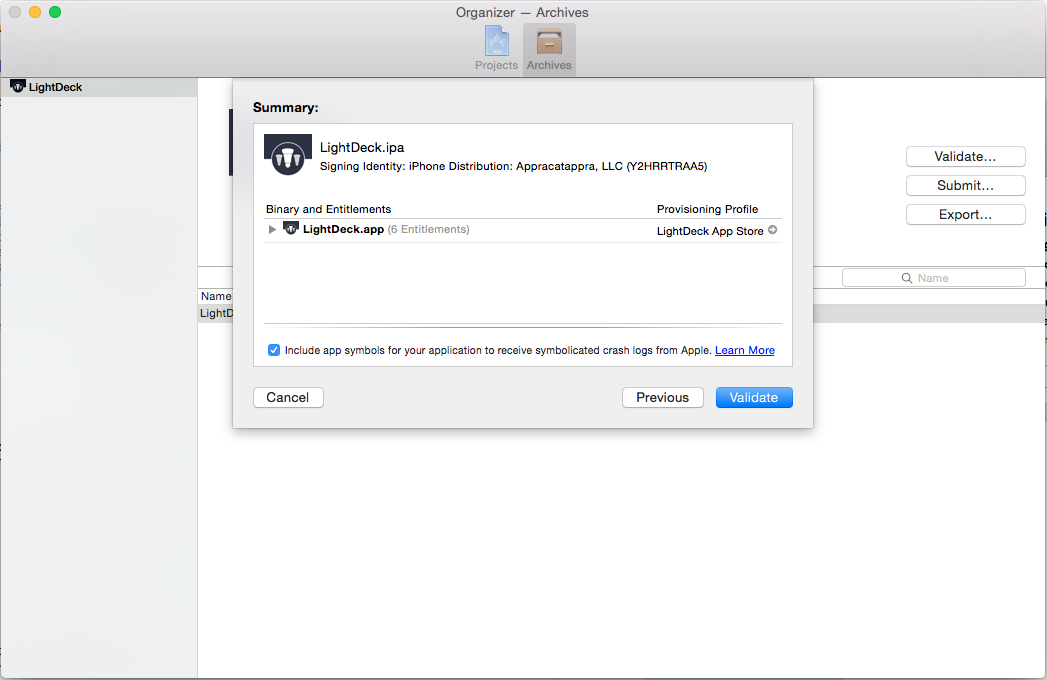 Organizer — Archives
Projects
Archives
LightDeck
Summary:
LightDeck.ipa
Signing Identity: iPhone Distribution: Appracatappra, LLC (Y2HRRTRAA5)
Binary and Entitlements
Provisioning Profile
LightDeck.app (6 Entitlements)
LightDeck App Store
Include app symbols for your application to receive symbolicated crash logs from Apple. Learn More
Cancel
Previous
Validate
Validate...
Submit...
Export...
Name
Name
LightD